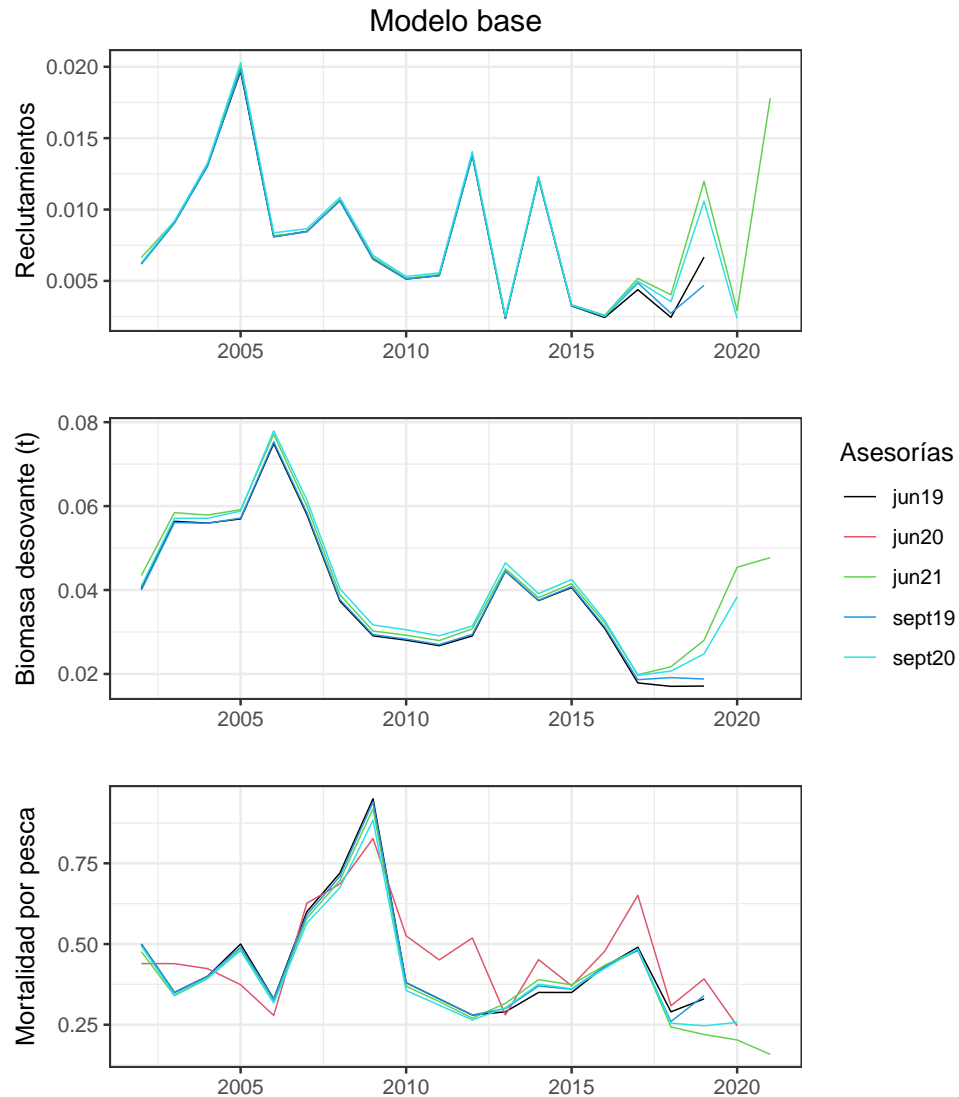 Modelo base
Reclutamientos
0.020
0.015
0.010
0.005
2005 2010 2015 2020
Biomasa desovante (t)
0.08
0.06
0.04
0.02
2005 2010 2015 2020
Asesorías
jun19
jun20
jun21
sept19
sept20
Mortalidad por pesca
0.75
0.50
0.25
2005 2010 2015 2020